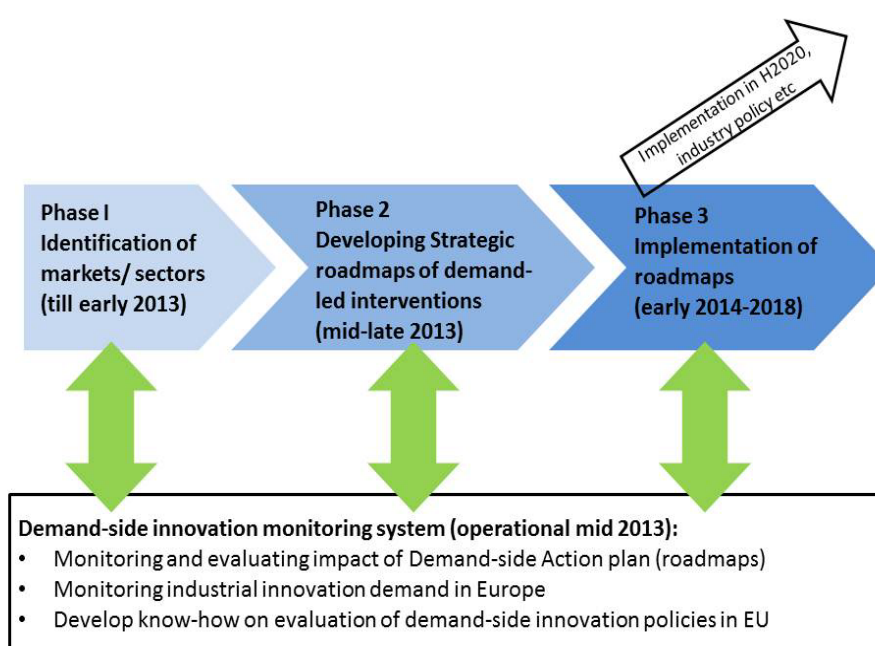 Implementation in H2020,
industry policy etc
Phase I
Identification of
markets/ sectors
(till early 2013)
Phase 2
Developing Strategic
roadmaps of demand-
led interventions
(mid-late 2013)
Phase 3
Implementation of
roadmaps
(early 2014-2018)
Demand-side innovation monitoring system (operational mid 2013):
• Monitoring and evaluating impact of Demand-side Action plan (roadmaps)
• Monitoring industrial innovation demand in Europe
• Develop know-how on evaluation of demand-side innovation policies in EU